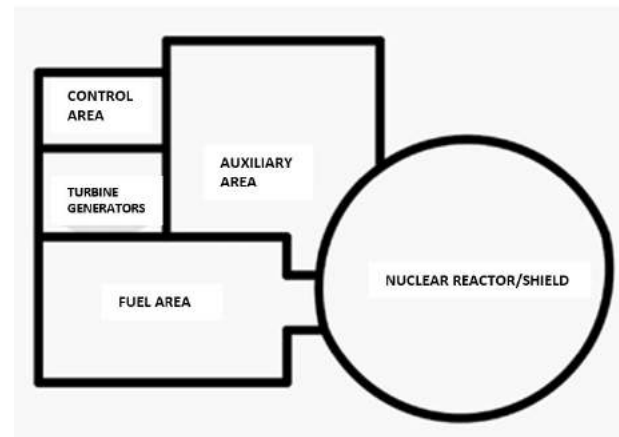 CONTROL
AREA
AUXILIARY
AREA
TURBINE
GENERATORS
NUCLEAR REACTOR/SHIELD
FUEL AREA